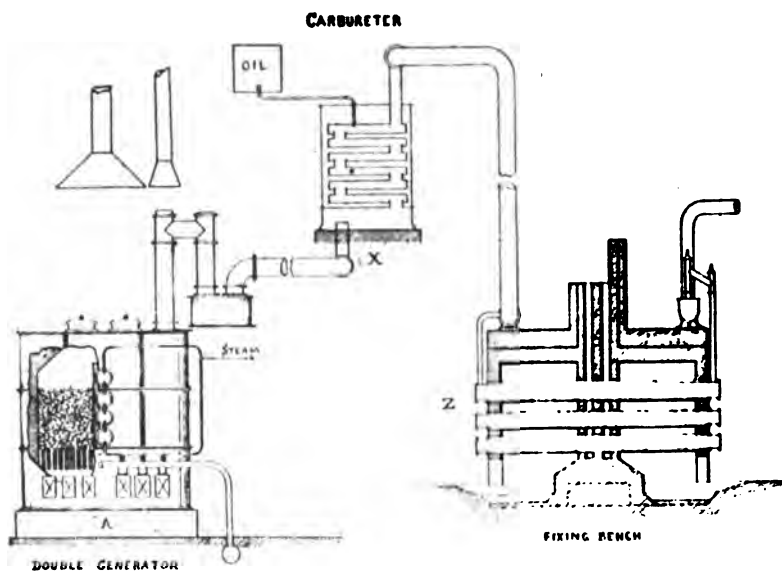 CARBURETER
OIL
X
STEAM
Z
A
DOUBLE GENERATOR
FIXING BENCH